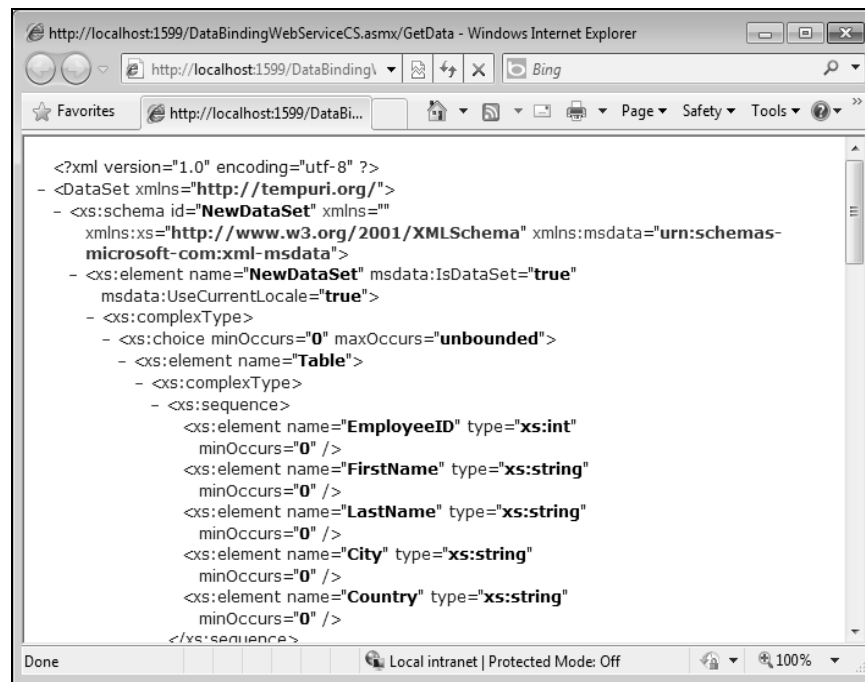 http://localhost:1599/DataBindingWebServiceCS.asmx/GetData - Windows Internet Explorer
http://localhost:1599/DataBinding\
Bing
Favorites
http://localhost:1599/DataBi...
Page
Safety
Tools
»
<?xml version="1.0" encoding="utf-8" ?>
- <DataSet xmlns="http://tempuri.org/">
- <xs:schema id="NewDataSet" xmlns=""
xmlns:xs="http://www.w3.org/2001/XMLSchema" xmlns:msdata="urn:schemas-
microsoft-com:xml-msdata">
- <xs:element name="NewDataSet" msdata:IsDataSet="true"
msdata:UseCurrentLocale="true">
- <xs:complexType>
- <xs:choice minOccurs="0" maxOccurs="unbounded">
- <xs:element name="Table">
- <xs:complexType>
- <xs:sequence>
<xs:element name="EmployeeID" type="xs:int"
minOccurs="0" />
<xs:element name="FirstName" type="xs:string"
minOccurs="0" />
<xs:element name="LastName" type="xs:string"
minOccurs="0" />
<xs:element name="City" type="xs:string"
minOccurs="0" />
<xs:element name="Country" type="xs:string"
minOccurs="0" />
</xs:sequence>
Done
Local intranet | Protected Mode: Off
100%